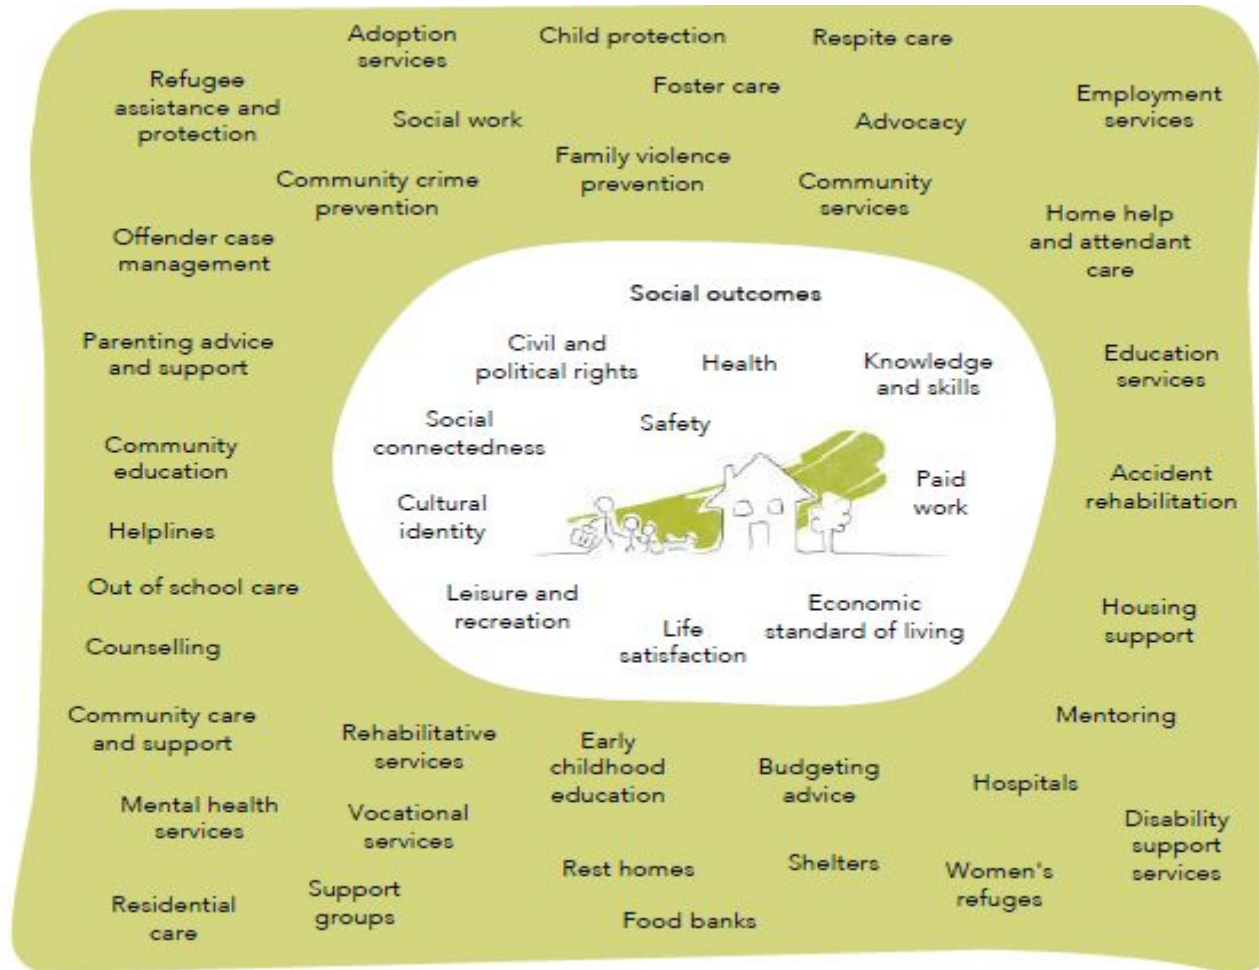 Adoption
services
Child protection
Respite care
Refugee
assistance and
protection
Foster care
Employment
services
Social work
Advocacy
Family violence
prevention
Community crime
prevention
Community
services
Home help
and attendant
care
Offender case
management
Social outcomes
Parenting advice
and support
Civil and
political rights
Health
Knowledge
and skills
Education
services
Social
connectedness
Safety
Community
education
Accident
rehabilitation
Paid
work
Cultural
identity
Helplines
Out of school care
Leisure and
recreation
Life
satisfaction
Economic
standard of living
Housing
support
Counselling
Community care
and support
Mentoring
Rehabilitative
services
Early
childhood
education
Budgeting
advice
Hospitals
Mental health
services
Vocational
services
Disability
support
services
Rest homes
Shelters
Women's
refuges
Residential
care
Support
groups
Food banks